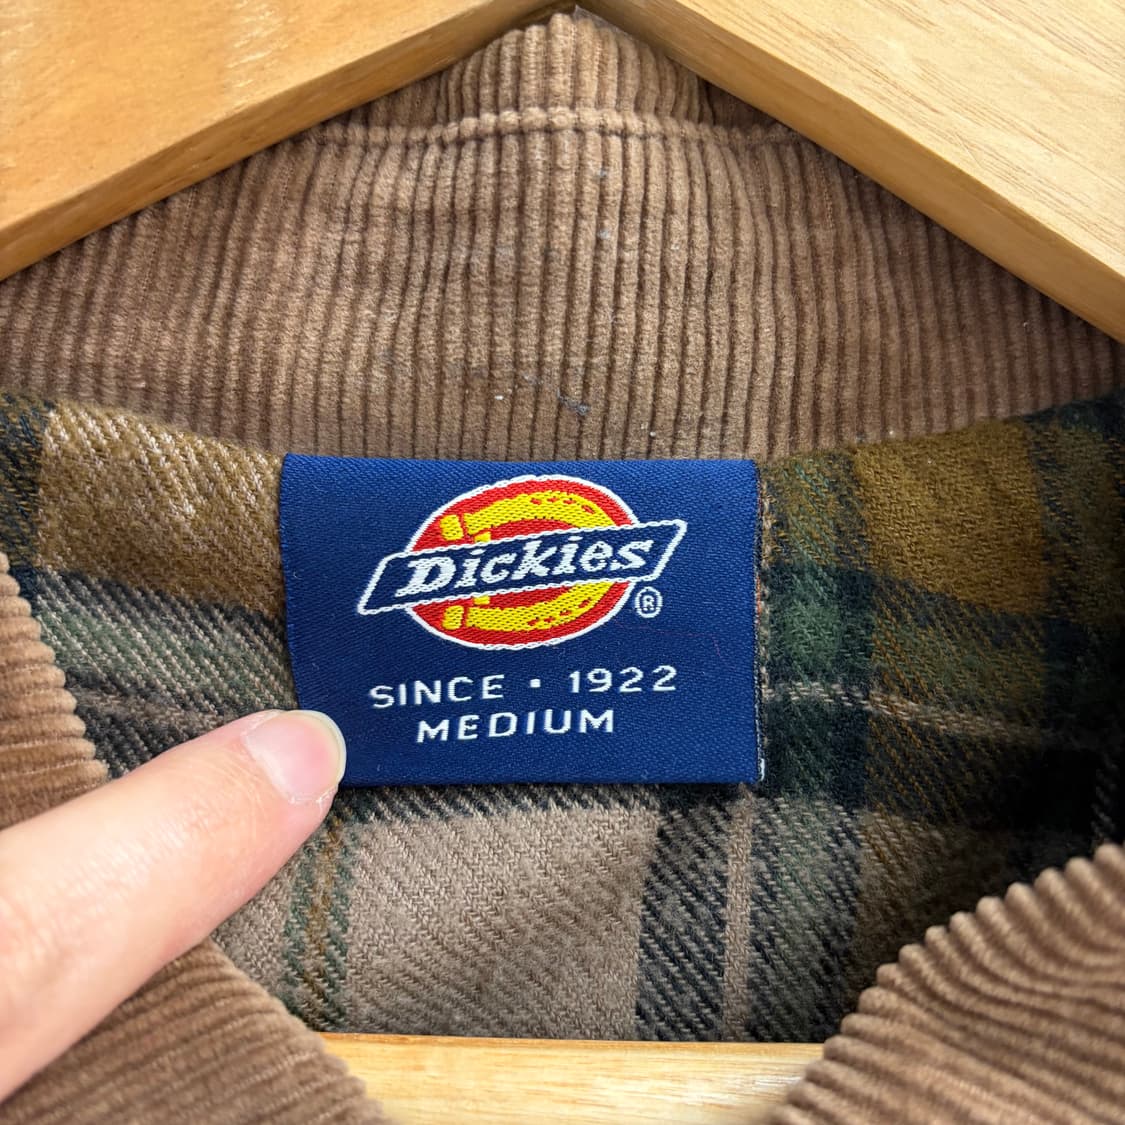 Dickies
®
SINCE · 1922
MEDIUM